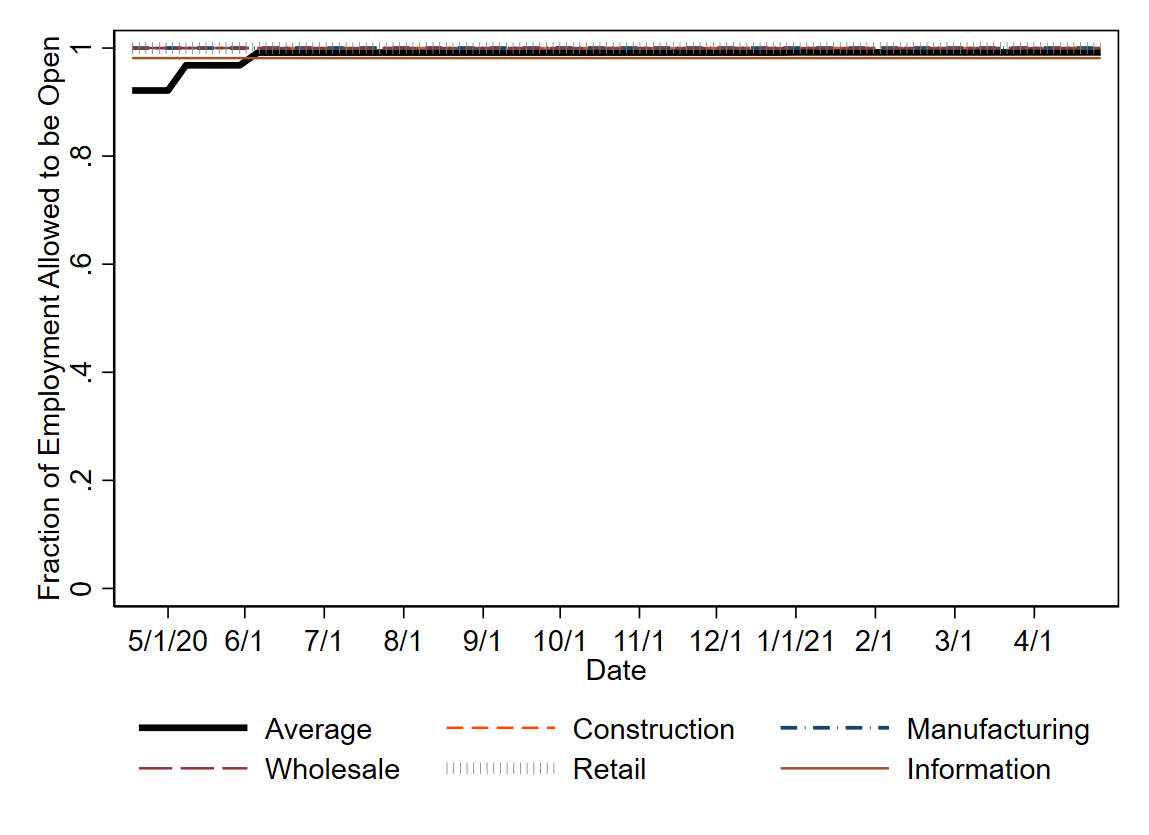 Fraction of Employment Allowed to be Open
1
.8
.6
.4
.2
0
5/1/20 6/1 7/1 8/1 9/1 10/1 11/1 12/1 1/1/21 2/1 3/1 4/1
Date
Average Construction Manufacturing
Wholesale Retail Information